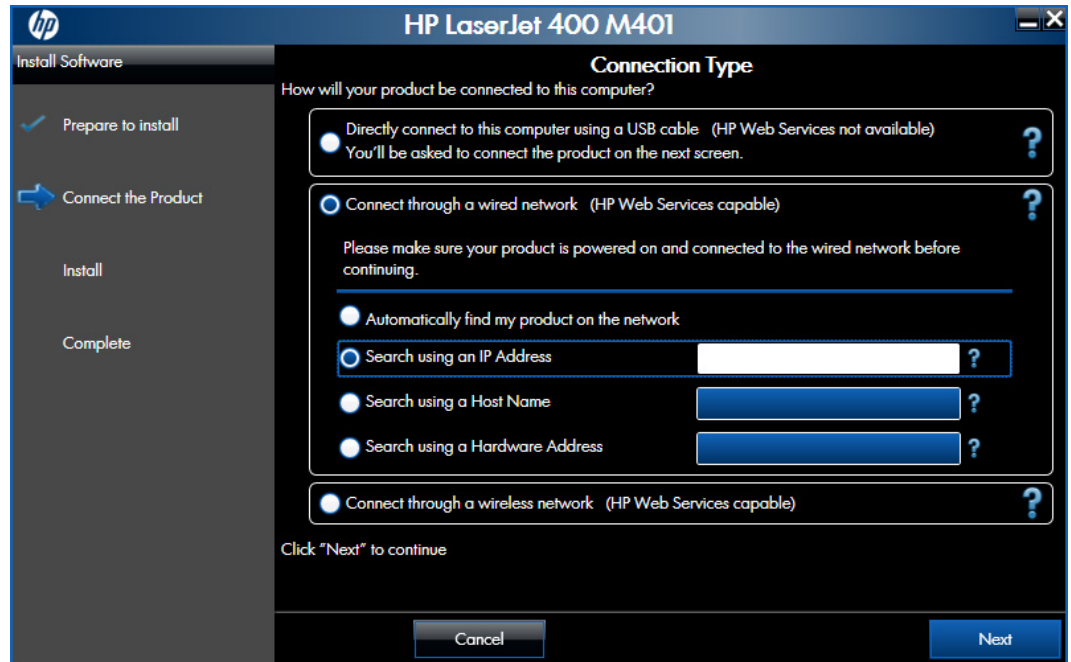 hp
HP LaserJet 400 M401
Install Software
Prepare to install
Connect the Product
Install
Complete
Connection Type
How will your product be connected to this computer?
Directly connect to this computer using a USB cable (HP Web Services not available)
You'll be asked to connect the product on the next screen.
?
Connect through a wired network (HP Web Services capable)
?
Please make sure your product is powered on and connected to the wired network before
continuing.
Automatically find my product on the network
Search using an IP Address
?
Search using a Host Name
?
Search using a Hardware Address
?
Connect through a wireless network (HP Web Services capable)
?
Click "Next" to continue
Cancel
Next